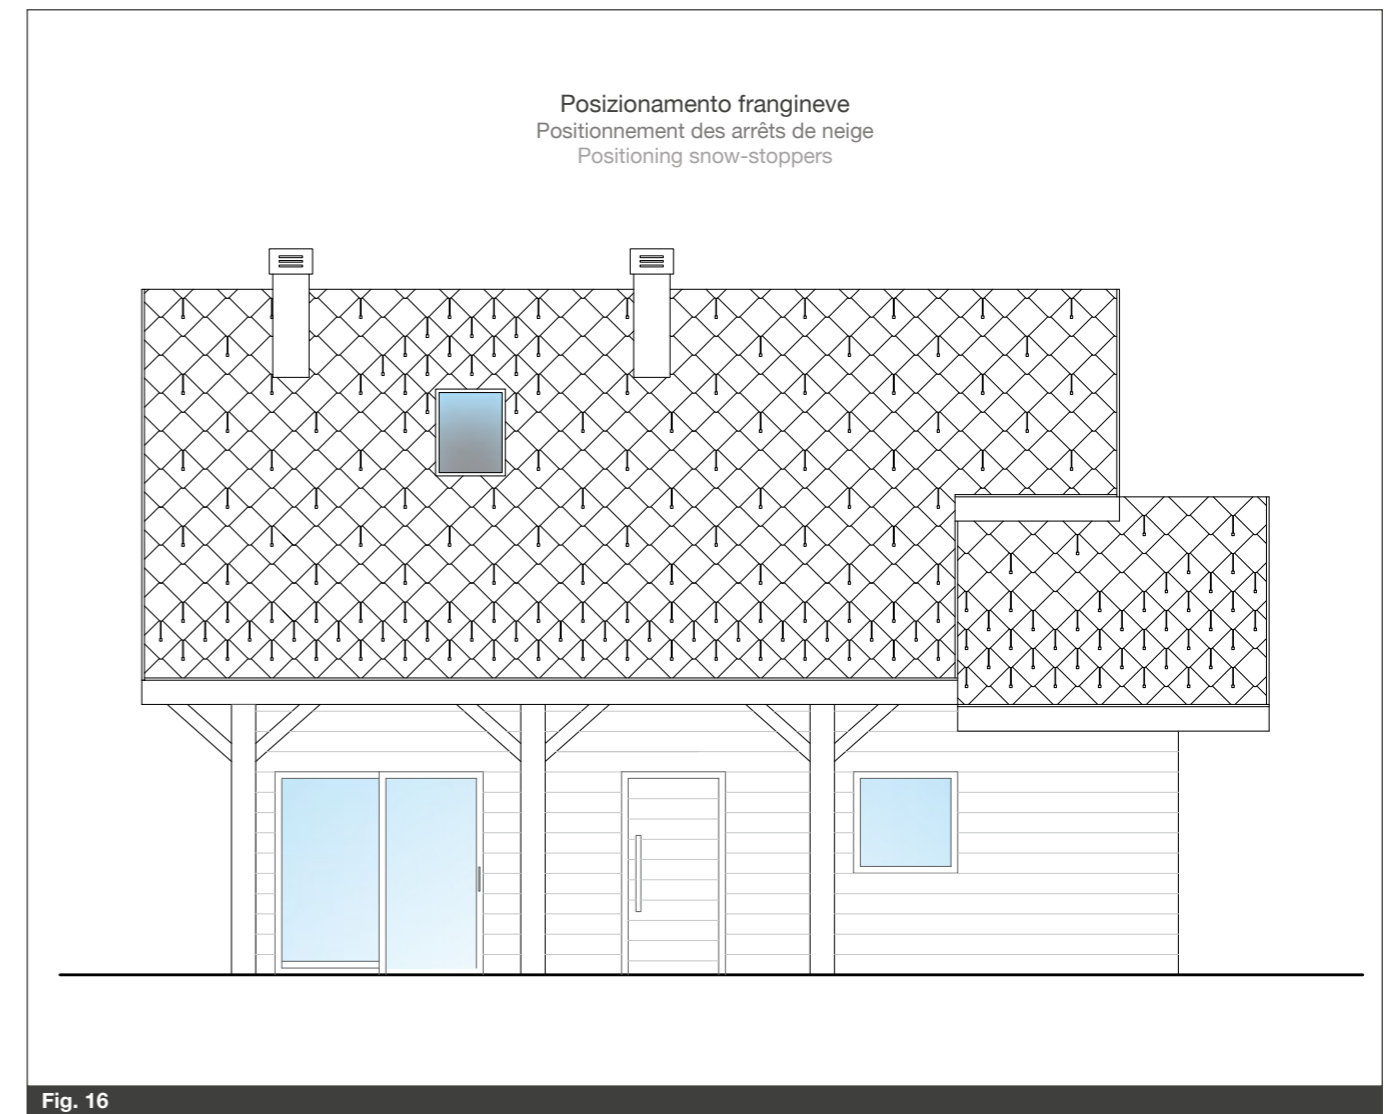 Posizionamento frangineve
Positionnement des arrêts de neige
Positioning snow-stoppers
Fig. 16